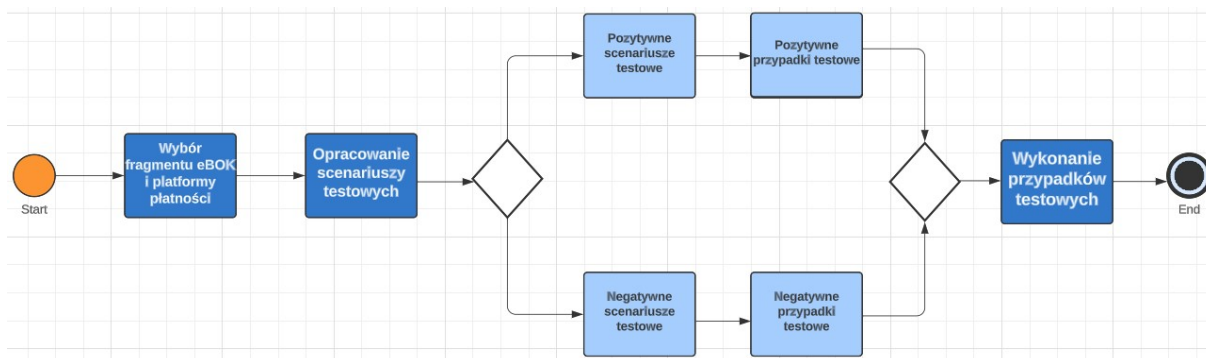 Start
Wybór
fragmentu eBOK
i platformy
płatności
Opracowanie
scenariuszy
testowych
Pozytywne
scenariusze
testowe
Pozytywne
przypadki testowe
Negatywne
scenariusze
testowe
Negatywne
przypadki
testowe
Wykonanie
przypadków
testowych
End